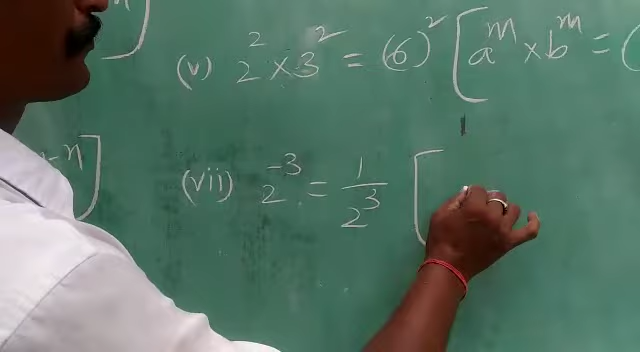 n]
(v) 2² × 3² = (6)² [aᵐ × bᵐ = (
-n]
(vii) 2⁻³ = 1/2³ [